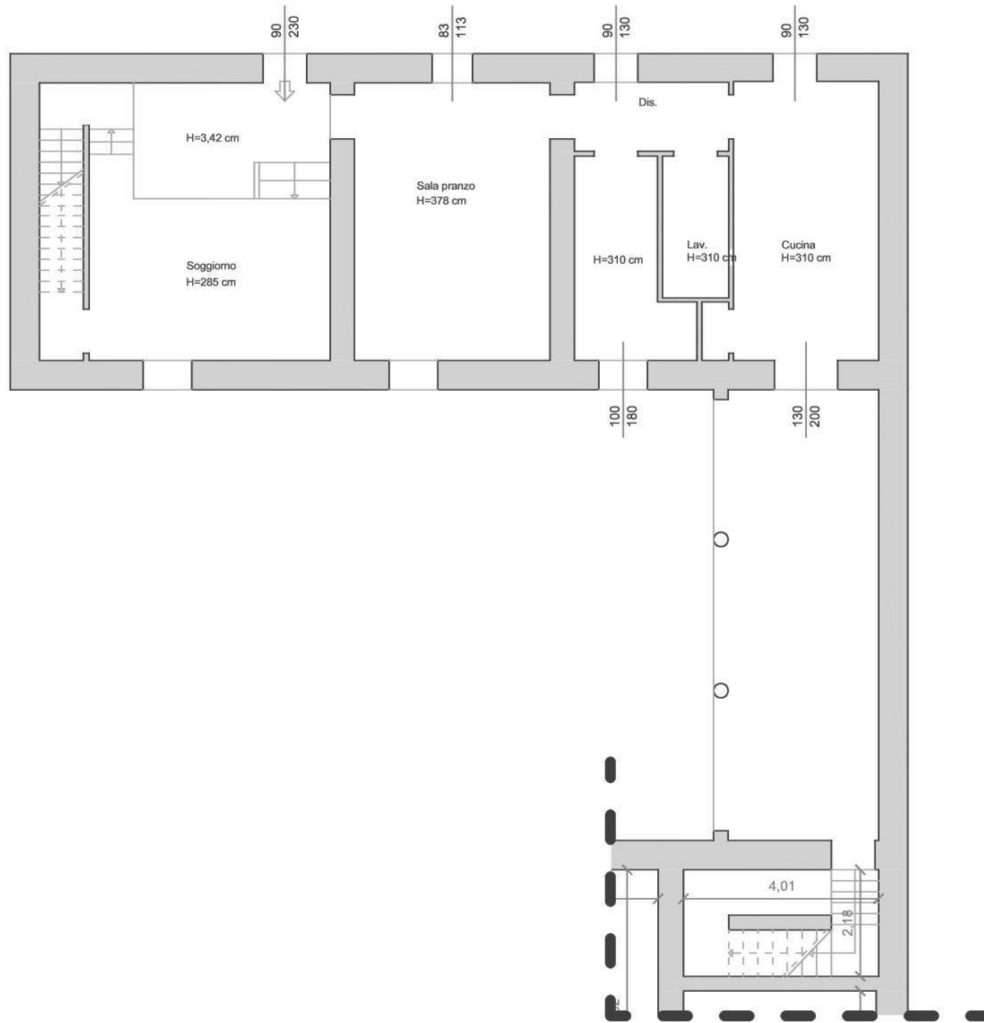 90
230
83
113
90
130
90
130
Dis.
H=3,42 cm
Sala pranzo
H=378 cm
Soggiorno
H=285 cm
H=310 cm
Lav.
H=310 cm
Cucina
H=310 cm
100
180
130
200
4,01
2,18